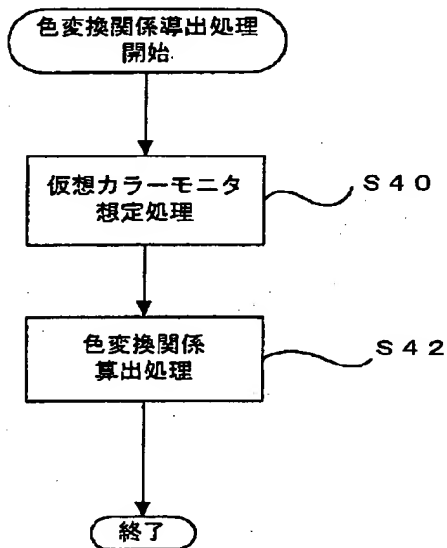 色変換関係導出処理
開始
仮想カラーモニタ
想定処理
S40
色変換関係
算出処理
S42
終了